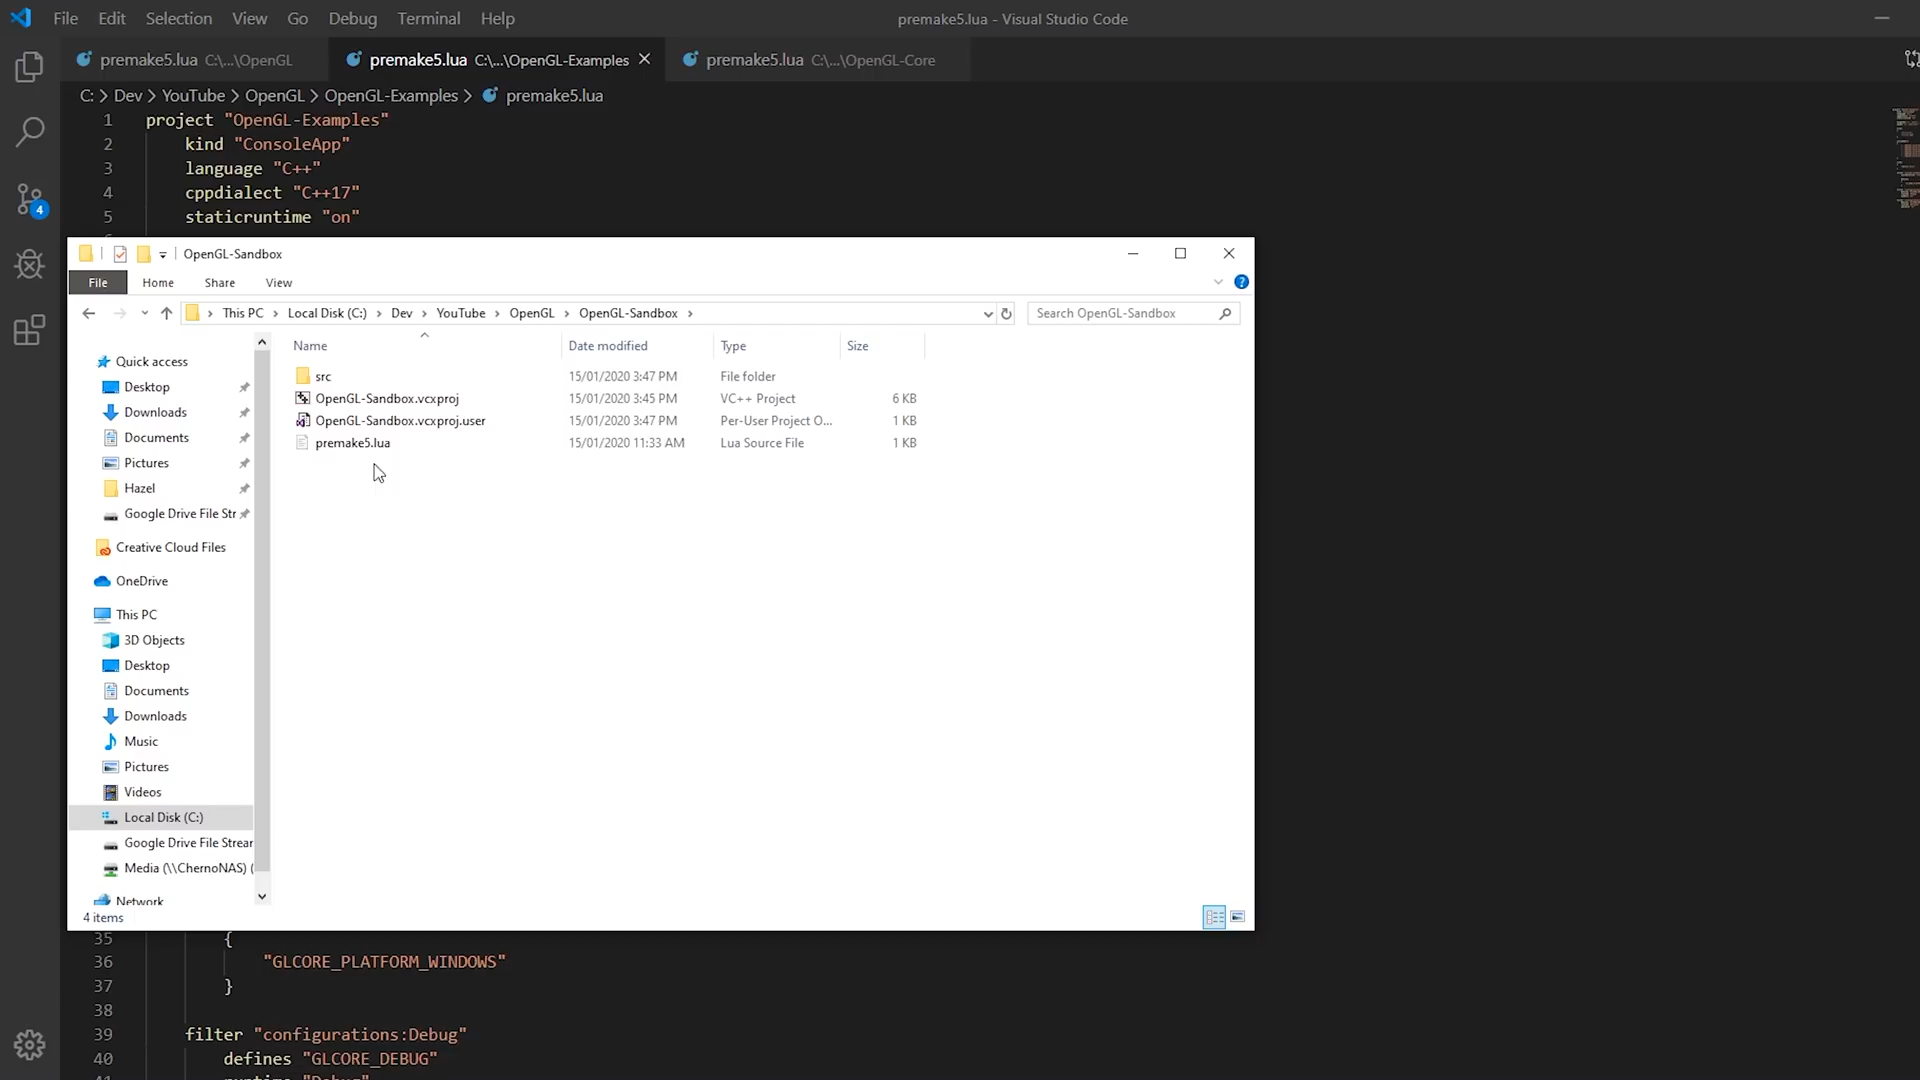 File Edit Selection View Go Debug Terminal Help
premake5.lua - Visual Studio Code
premake5.lua C:\...\OpenGL
premake5.lua C:\...\OpenGL-Examples
premake5.lua C:\...\OpenGL-Core
C: > Dev > YouTube > OpenGL > OpenGL-Examples > premake5.lua
4
1 project "OpenGL-Examples"
2 kind "ConsoleApp"
3 language "C++"
4 cppdialect "C++17"
5 staticruntime "on"
OpenGL-Sandbox
File Home Share View
This PC > Local Disk (C:) > Dev > YouTube > OpenGL > OpenGL-Sandbox >
Search OpenGL-Sandbox
Quick access
Desktop
Downloads
Documents
Pictures
Hazel
Google Drive File Str
Creative Cloud Files
OneDrive
This PC
3D Objects
Desktop
Documents
Downloads
Music
Pictures
Videos
Local Disk (C:)
Google Drive File Strear
Media (\\ChernoNAS) (
Network
Name Date modified Type Size
src 15/01/2020 3:47 PM File folder
OpenGL-Sandbox.vcxproj 15/01/2020 3:45 PM VC++ Project 6 KB
OpenGL-Sandbox.vcxproj.user 15/01/2020 3:47 PM Per-User Project O... 1 KB
premake5.lua 15/01/2020 11:33 AM Lua Source File 1 KB
4 items
35 {
36 "GLCORE_PLATFORM_WINDOWS"
37 }
38
39 filter "configurations:Debug"
40 defines "GLCORE_DEBUG"
41 runtime "Debug"